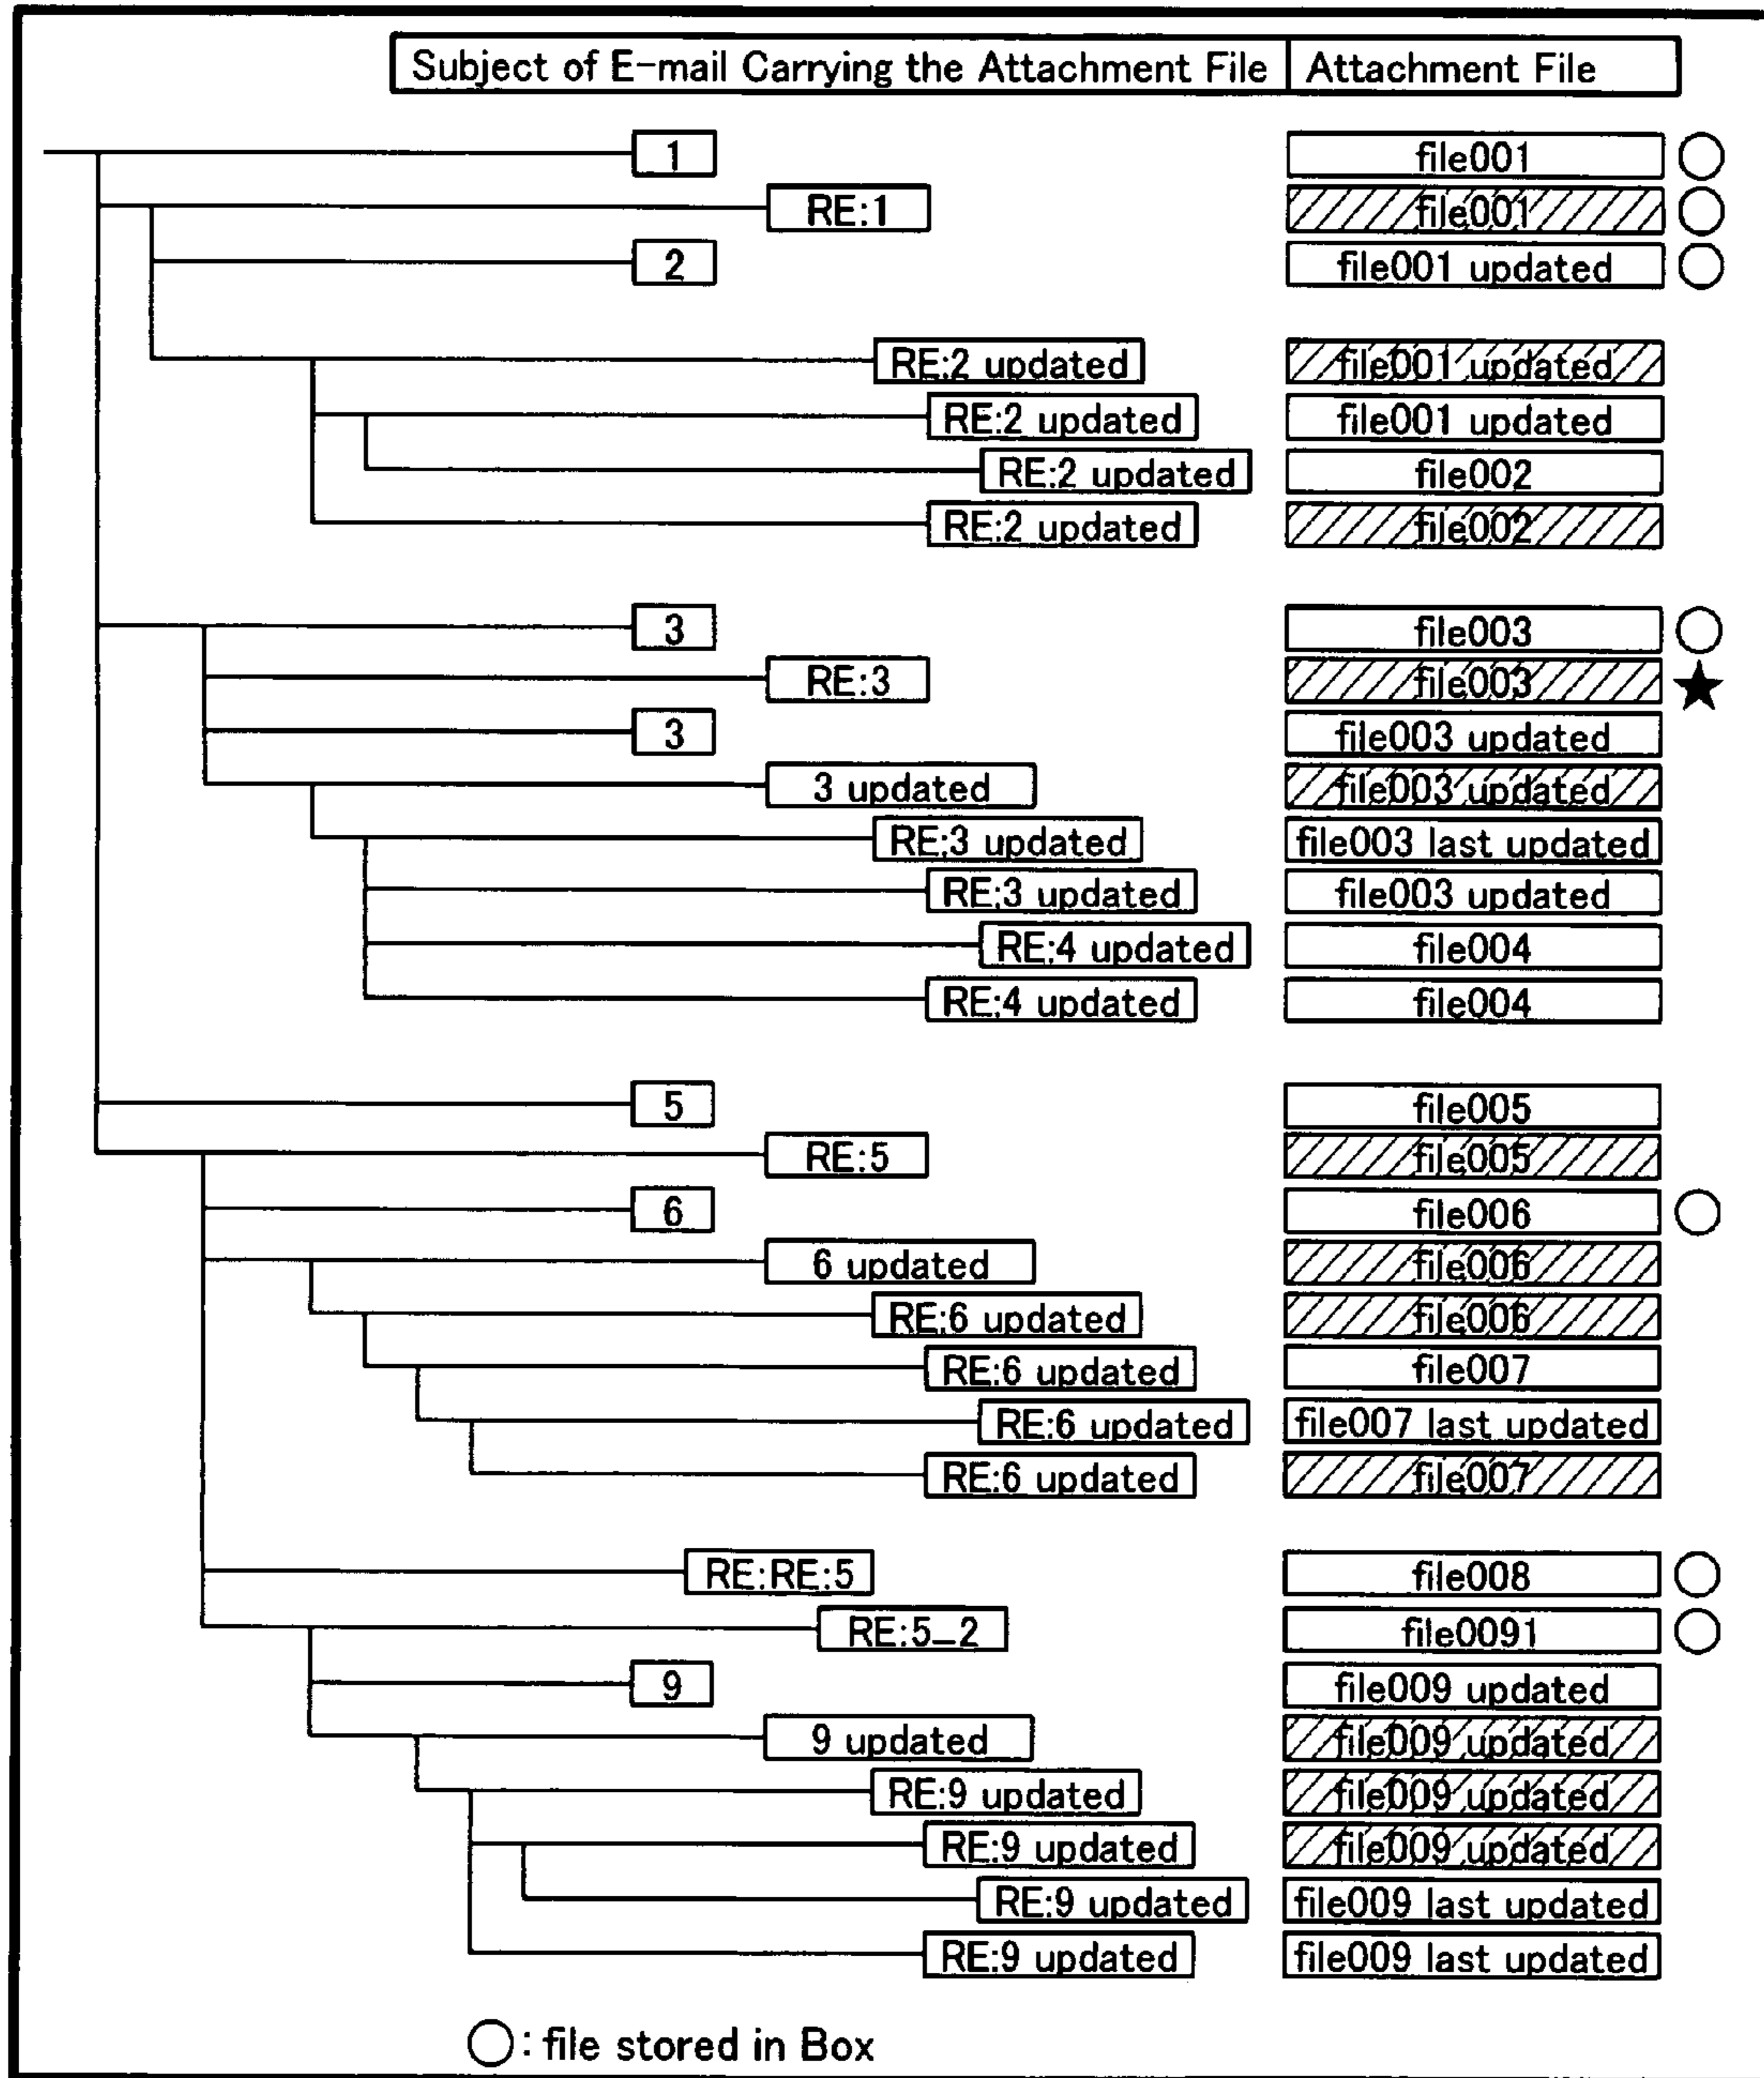 Subject of E-mail Carrying the Attachment File Attachment File
1 file001
RE:1 file001
2 file001 updated
RE:2 updated file001 updated
RE:2 updated file001 updated
RE:2 updated file002
RE:2 updated file002
3 file003
RE:3 file003
3 file003 updated
3 updated file003 updated
RE:3 updated file003 last updated
RE:3 updated file003 updated
RE:4 updated file004
RE:4 updated file004
5 file005
RE:5 file005
6 file006
6 updated file006
RE:6 updated file006
RE:6 updated file007
RE:6 updated file007 last updated
RE:6 updated file007
RE:RE:5 file008
RE:5_2 file0091
9 file009 updated
9 updated file009 updated
RE:9 updated file009 updated
RE:9 updated file009 updated
RE:9 updated file009 last updated
RE:9 updated file009 last updated
○: file stored in Box